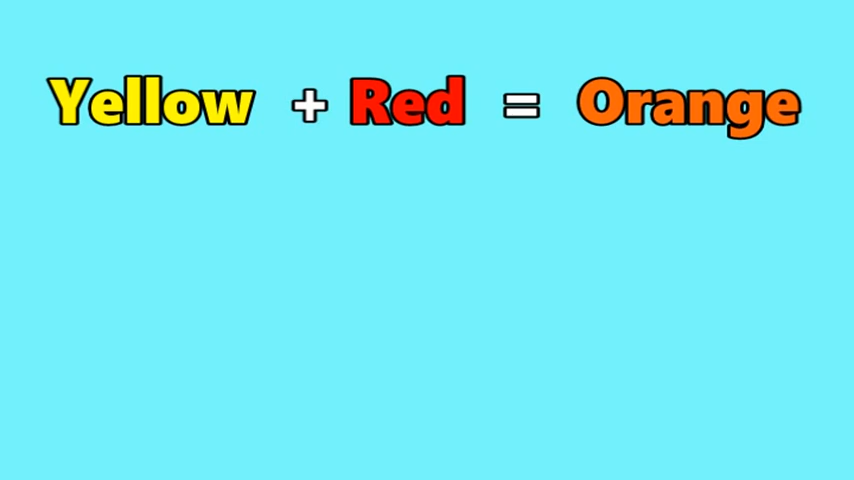 Yellow + Red = Orange